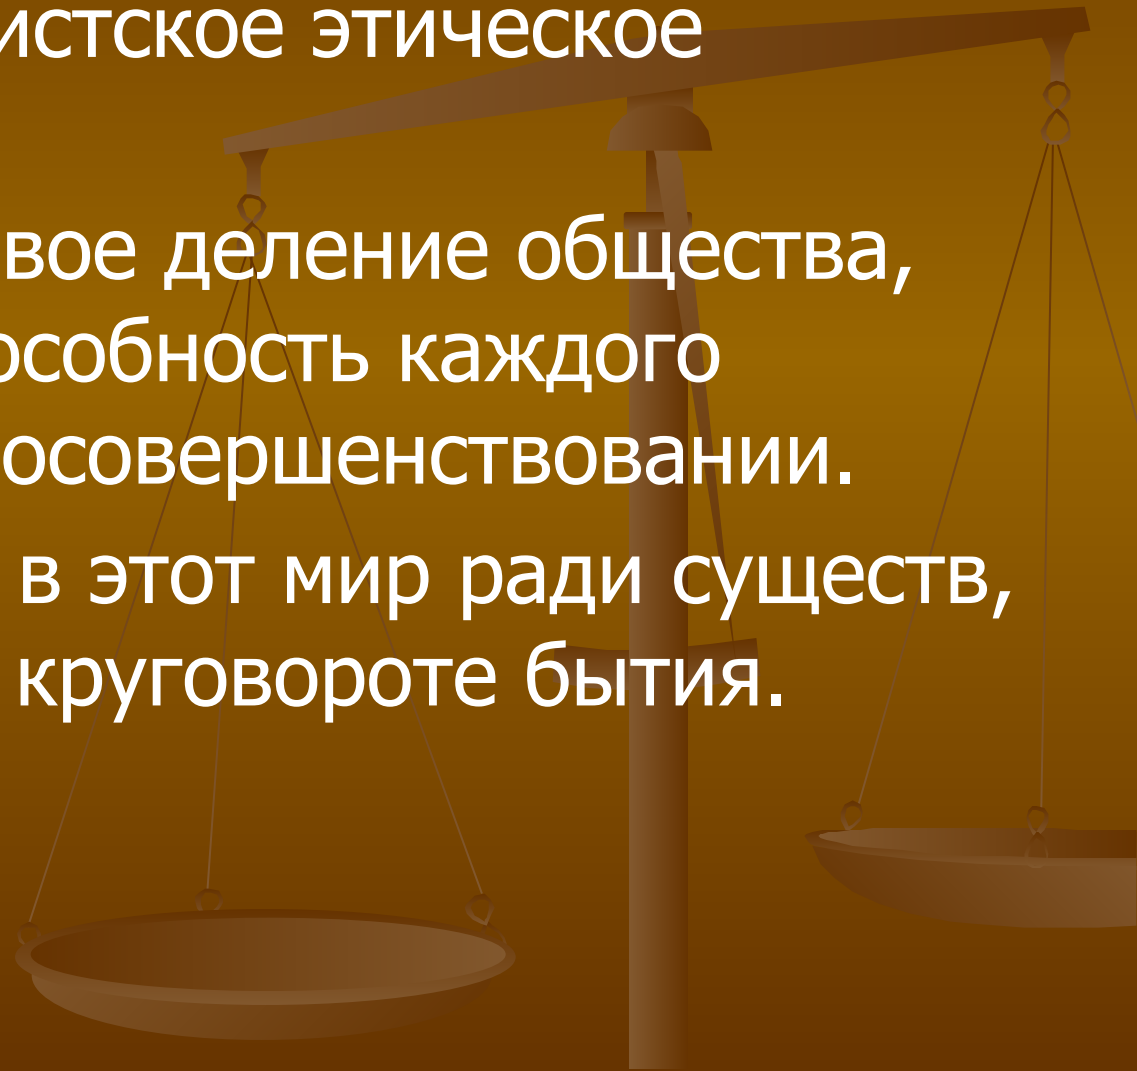 истское этическое
вое деление общества,
особность каждого
осовершенствовании.
в этот мир ради существ,
круговороте бытия.